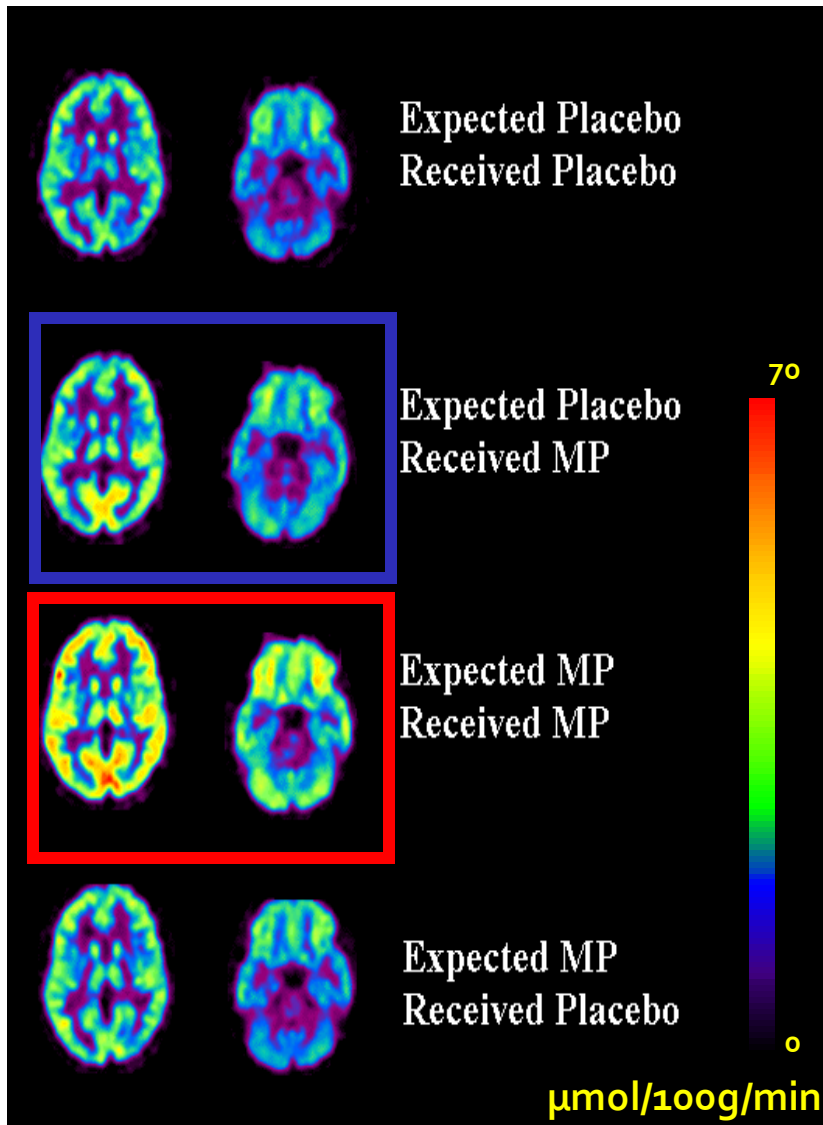 Expected Placebo
Received Placebo
Expected Placebo
Received MP
70
Expected MP
Received MP
Expected MP
Received Placebo
0
µmol/100g/min